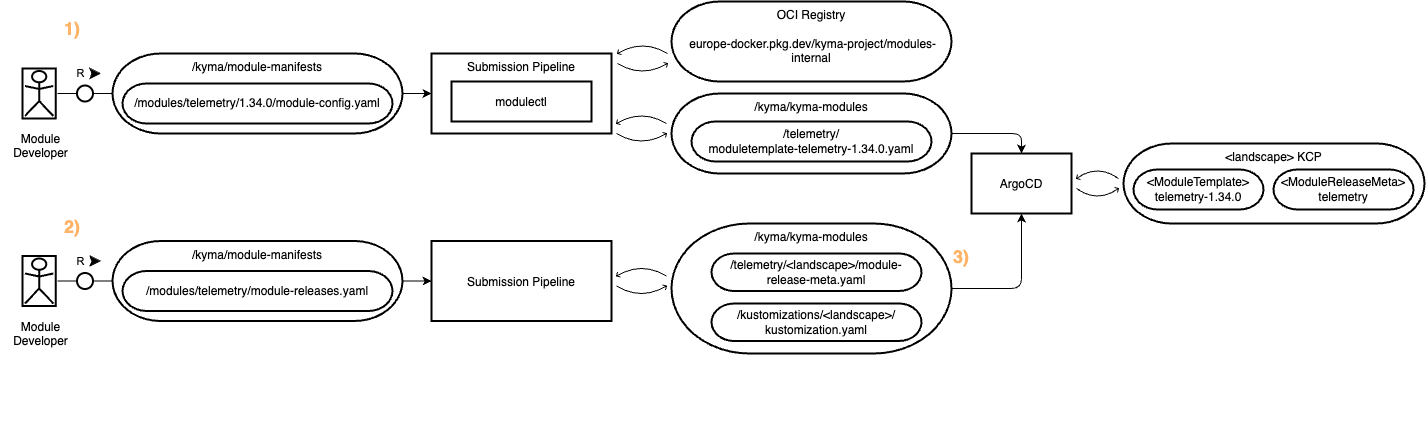 1)
R
Module
Developer
/kyma/module-manifests
/modules/telemetry/1.34.0/module-config.yaml
Submission Pipeline
modulectl
OCI Registry
europe-docker.pkg.dev/kyma-project/modules-
internal
/kyma/kyma-modules
/telemetry/
moduletemplate-telemetry-1.34.0.yaml
ArgoCD
<landscape> KCP
<ModuleTemplate>
telemetry-1.34.0
<ModuleReleaseMeta>
telemetry
2)
R
Module
Developer
/kyma/module-manifests
/modules/telemetry/module-releases.yaml
Submission Pipeline
/kyma/kyma-modules
/telemetry/<landscape>/module-
release-meta.yaml
/kustomizations/<landscape>/
kustomization.yaml
3)